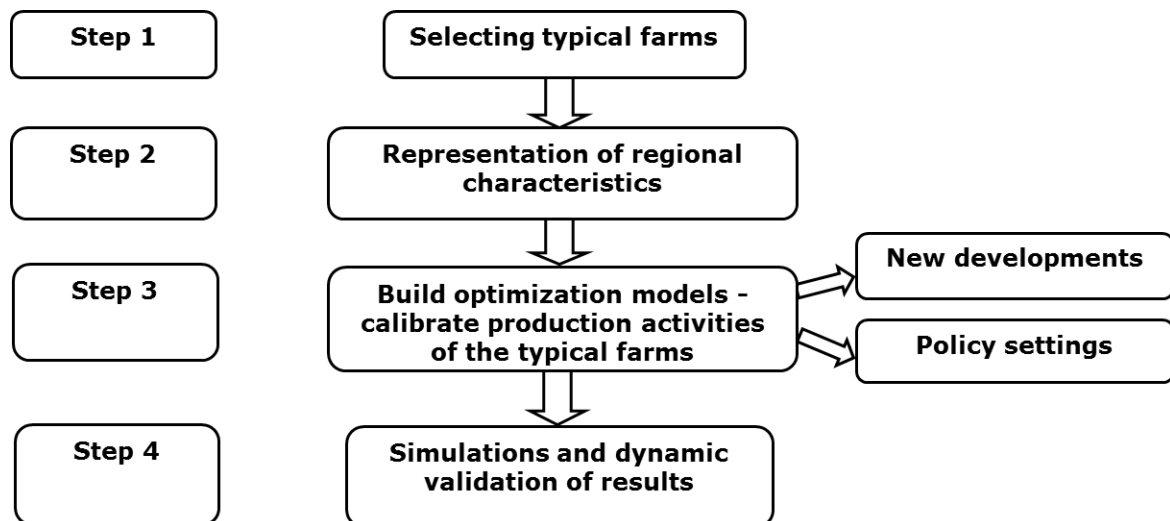 Step 1
Selecting typical farms
Step 2
Representation of regional
characteristics
New developments
Step 3
Build optimization models -
calibrate production activities
of the typical farms
Policy settings
Step 4
Simulations and dynamic
validation of results